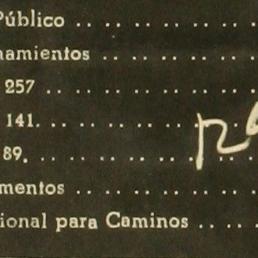 Público .. .. .. .. .. ..
namientos .. .. .. ..
257 .. .. .. .. .. .. ..
141. .. .. .. .. .. ..
89. .. .. .. .. .. .. ..
mentos .. .. .. .. .. ..
ional para Caminos .. .. ..